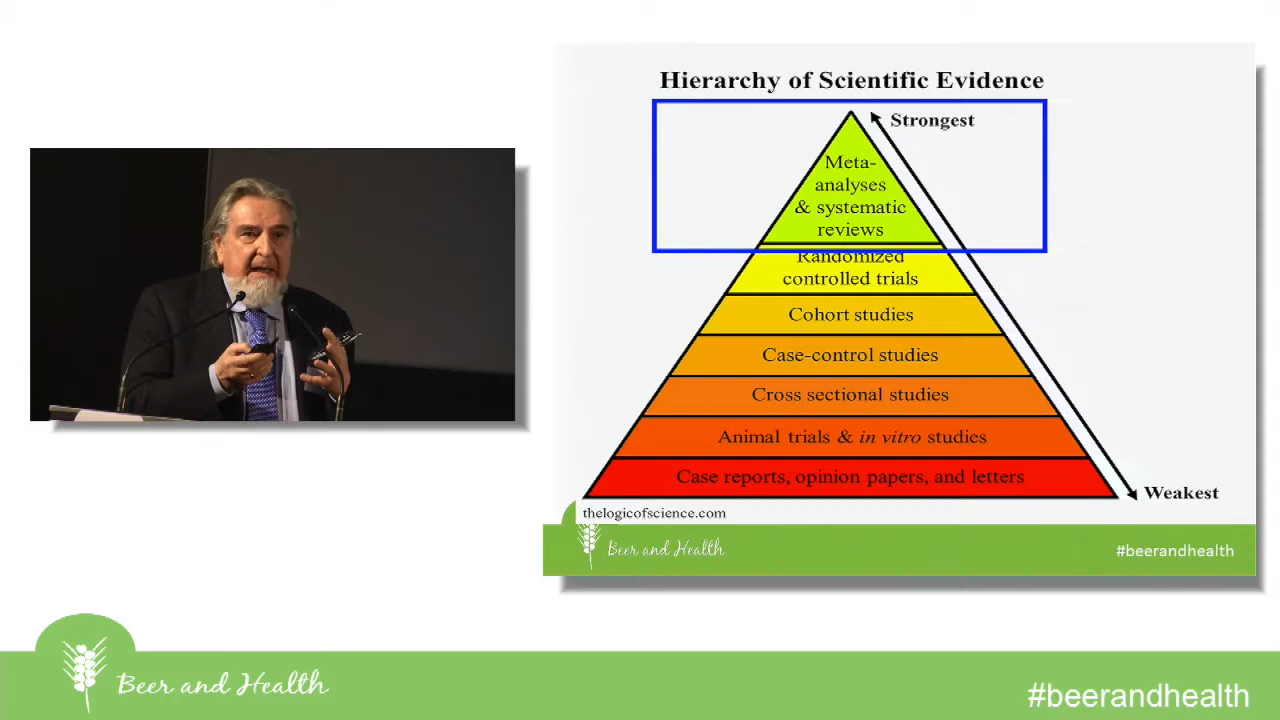 Hierarchy of Scientific Evidence
Strongest
Meta-
analyses
& systematic
reviews
Randomized
controlled trials
Cohort studies
Case-control studies
Cross sectional studies
Animal trials & in vitro studies
Case reports, opinion papers, and letters
Weakest
thelogicofscience.com
Beer and Health
#beerandhealth
Beer and Health
#beerandhealth